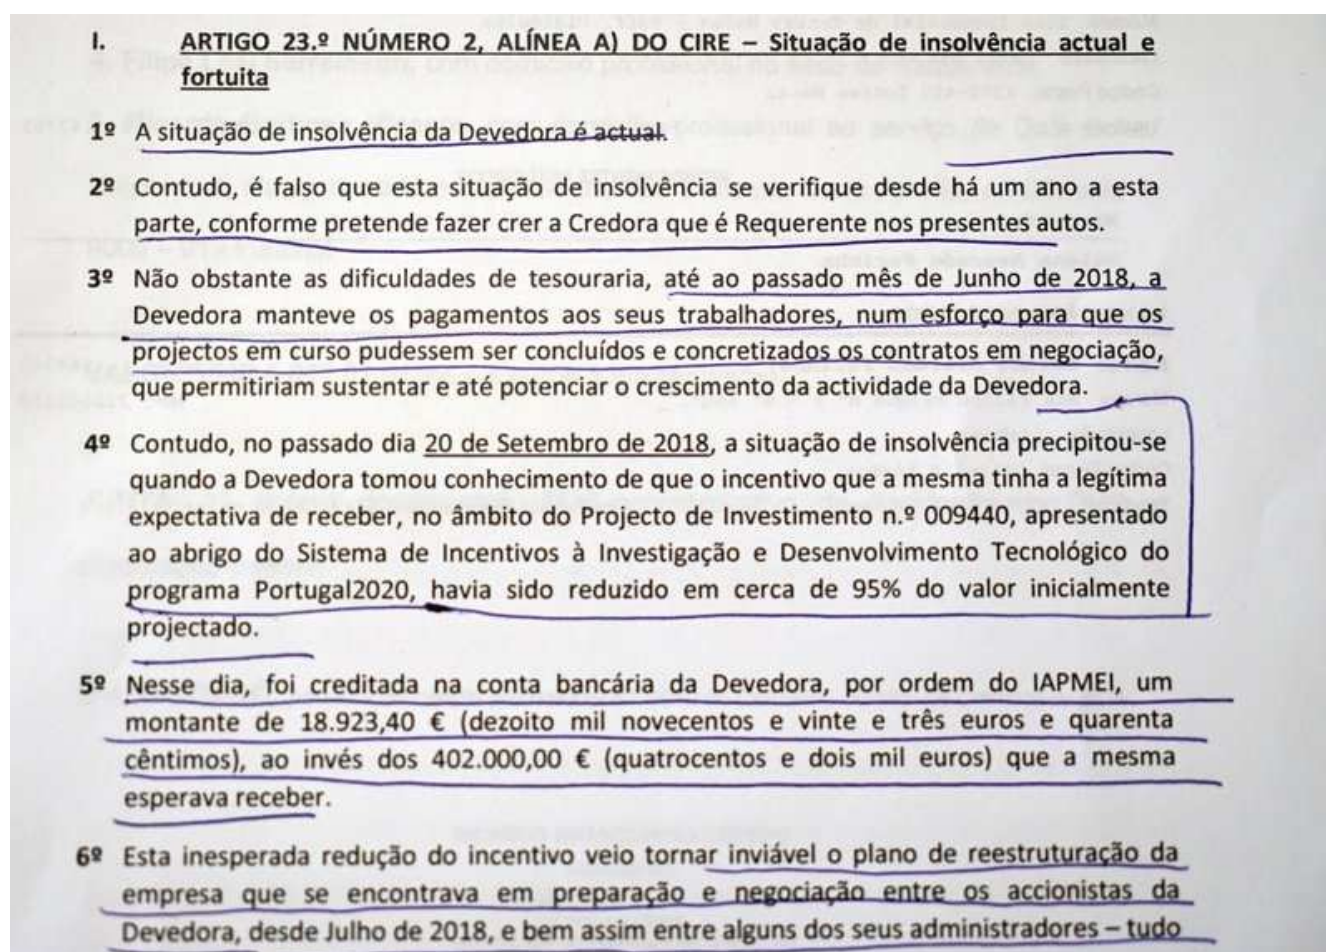 I. ARTIGO 23.º NÚMERO 2, ALÍNEA A) DO CIRE – Situação de insolvência actual e
fortuita
1º A situação de insolvência da Devedora é actual.
2º Contudo, é falso que esta situação de insolvência se verifique desde há um ano a esta
parte, conforme pretende fazer crer a Credora que é Requerente nos presentes autos.
3º Não obstante as dificuldades de tesouraria, até ao passado mês de Junho de 2018, a
Devedora manteve os pagamentos aos seus trabalhadores, num esforço para que os
projectos em curso pudessem ser concluídos e concretizados os contratos em negociação,
que permitiriam sustentar e até potenciar o crescimento da actividade da Devedora.
4º Contudo, no passado dia 20 de Setembro de 2018, a situação de insolvência precipitou-se
quando a Devedora tomou conhecimento de que o incentivo que a mesma tinha a legítima
expectativa de receber, no âmbito do Projecto de Investimento n.º 009440, apresentado
ao abrigo do Sistema de Incentivos à Investigação e Desenvolvimento Tecnológico do
programa Portugal2020, havia sido reduzido em cerca de 95% do valor inicialmente
projectado.
5º Nesse dia, foi creditada na conta bancária da Devedora, por ordem do IAPMEI, um
montante de 18.923,40 € (dezoito mil novecentos e vinte e três euros e quarenta
cêntimos), ao invés dos 402.000,00 € (quatrocentos e dois mil euros) que a mesma
esperava receber.
6º Esta inesperada redução do incentivo veio tornar inviável o plano de reestruturação da
empresa que se encontrava em preparação e negociação entre os accionistas da
Devedora, desde Julho de 2018, e bem assim entre alguns dos seus administradores – tudo